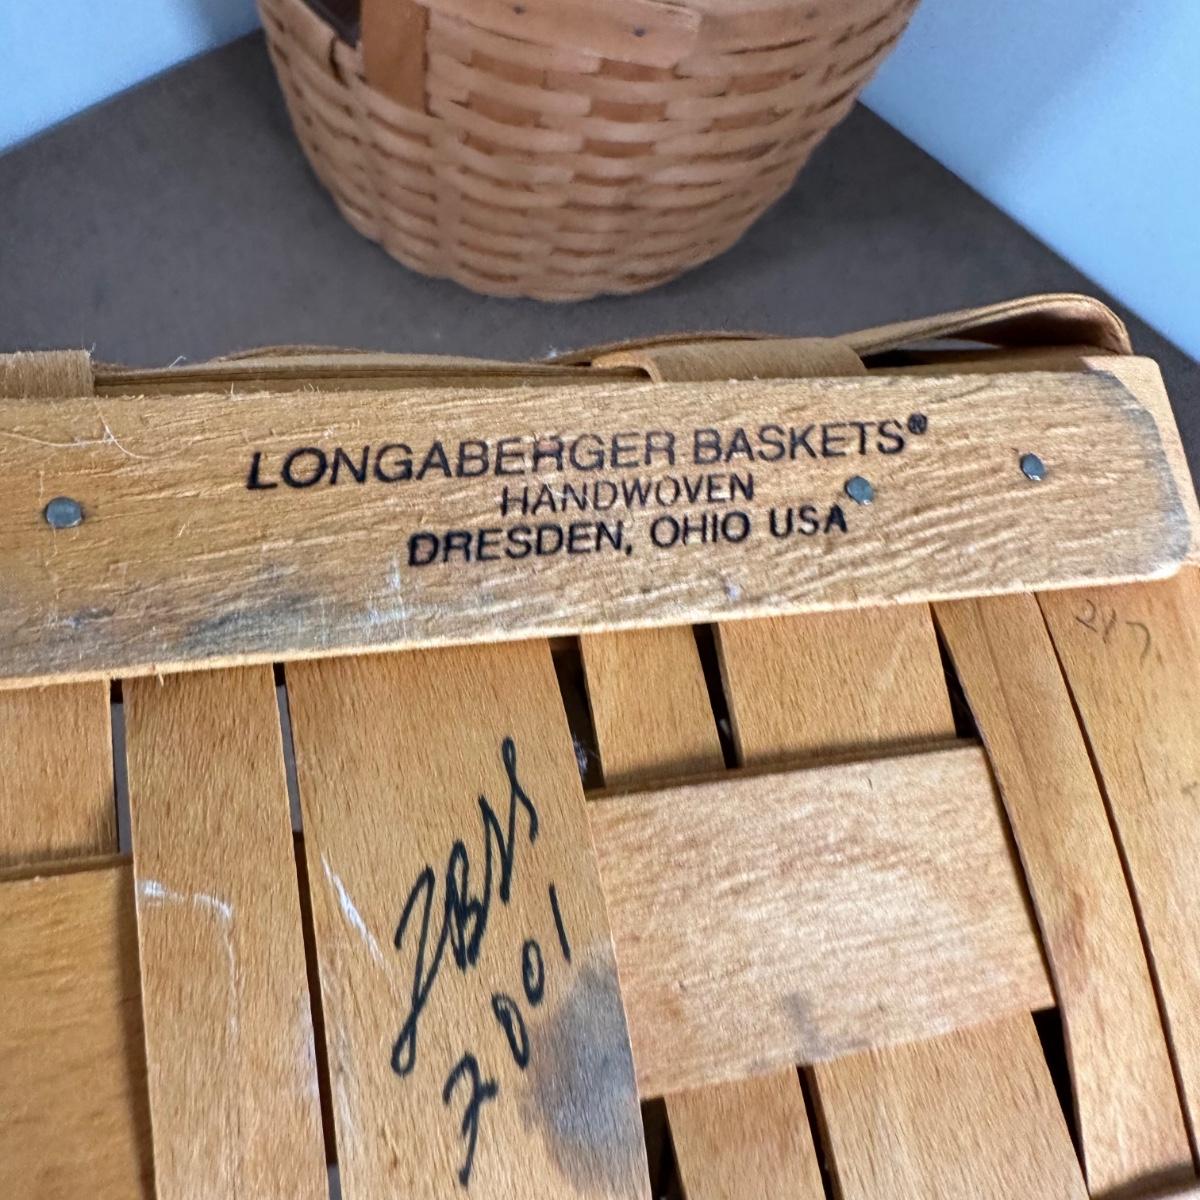 LONGABERGER BASKETS®
HANDWOVEN
DRESDEN, OHIO USA
2001